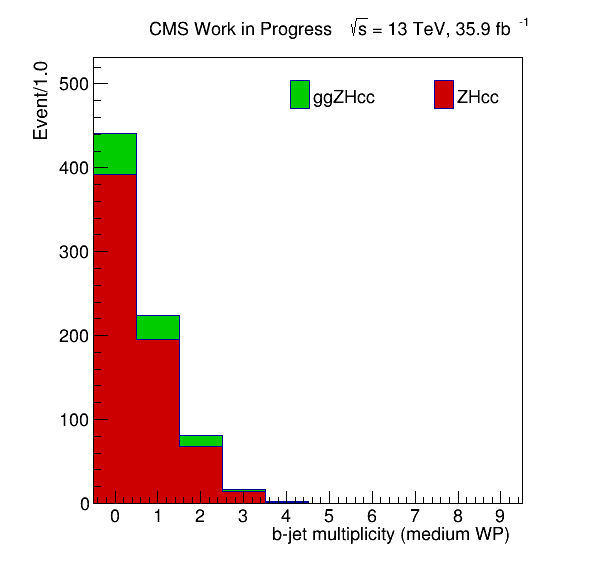 CMS Work in Progress √s = 13 TeV, 35.9 fb -1
Event/1.0
ggZHcc ZHcc
500
400
300
200
100
0
0 1 2 3 4 5 6 7 8 9
b-jet multiplicity (medium WP)